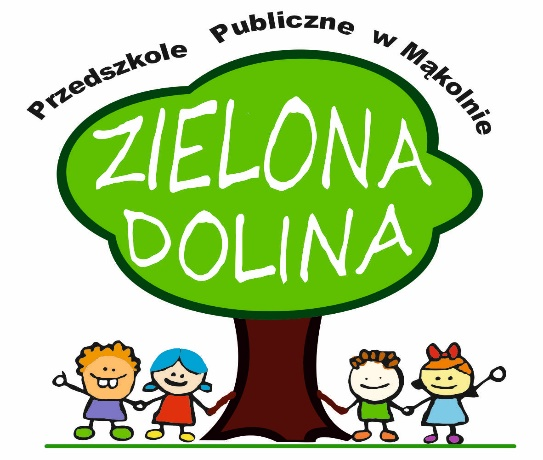 Przedszkole Publiczne w Mąkolnie
ZIELONA
DOLINA